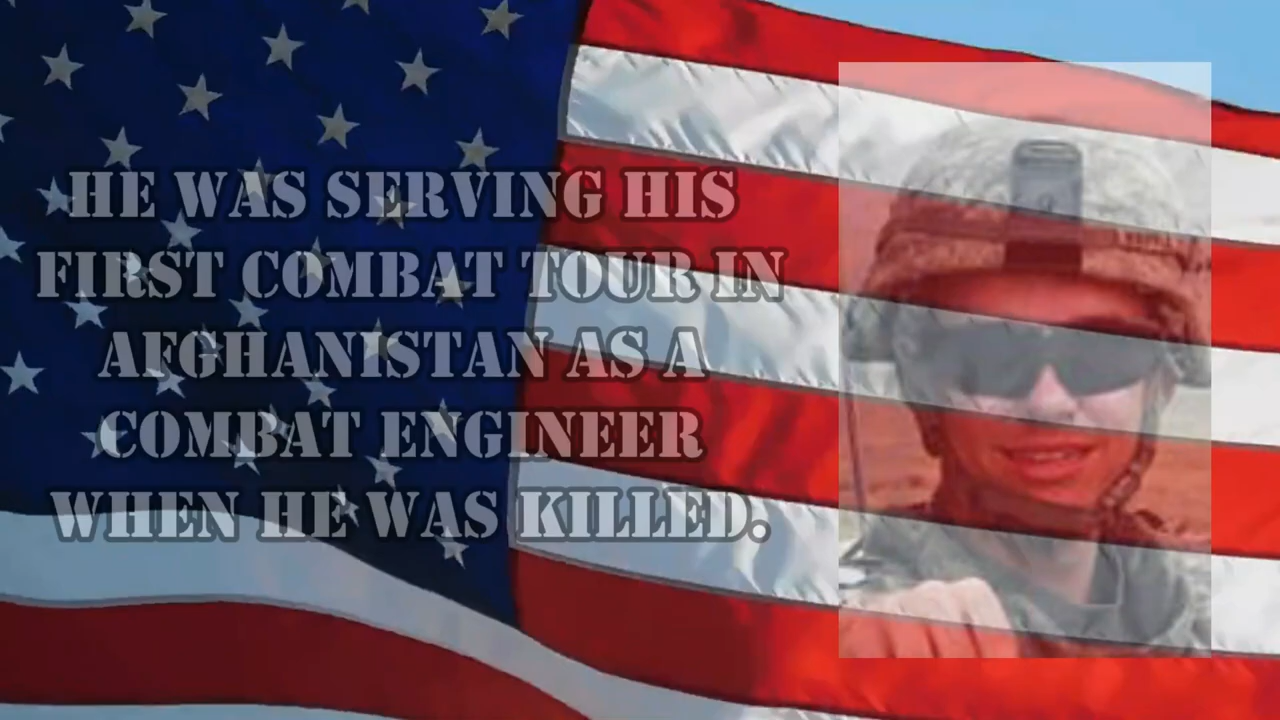 HE WAS SERVING HIS
FIRST COMBAT TOUR IN
AFGHANISTAN AS A
COMBAT ENGINEER
WHEN HE WAS KILLED.